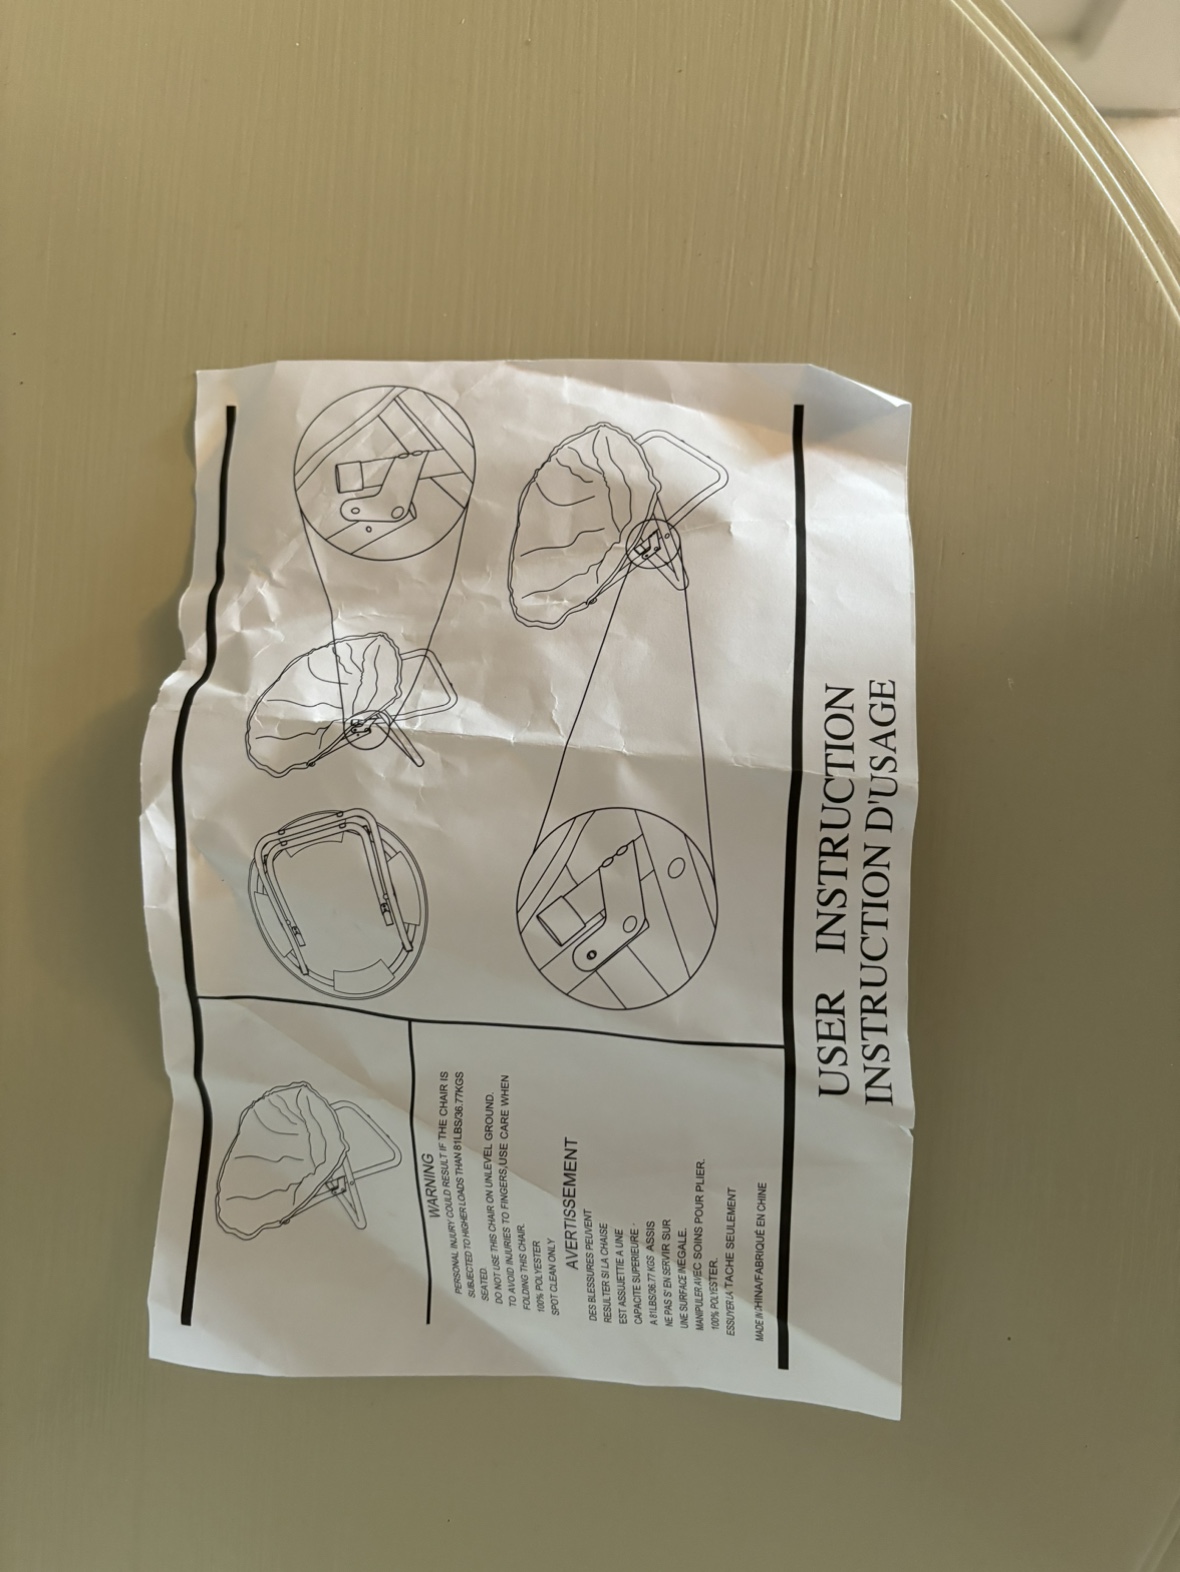 WARNING
PERSONAL INJURY COULD RESULT IF THE CHAIR IS
SUBJECTED TO HIGHER LOADS THAN 81LBS/36.77KGS
SEATED.
DO NOT USE THIS CHAIR ON UNLEVEL GROUND.
TO AVOID INJURIES TO FINGERS,USE CARE WHEN
FOLDING THIS CHAIR.
100% POLYESTER
SPOT CLEAN ONLY
AVERTISSEMENT
DES BLESSURES PEUVENT
RESULTER SI LA CHAISE
EST ASSUJETTIE A UNE
CAPACITE SUPERIEURE
A 81LBS/36.77 KGS ASSIS
NE PAS S' EN SERVIR SUR
UNE SURFACE INEGALE.
MANIPULER AVEC SOINS POUR PLIER.
100% POLYESTER.
ESSUYER LA TACHE SEULEMENT
MADE IN CHINA/FABRIQUÉ EN CHINE
USER INSTRUCTION
INSTRUCTION D'USAGE